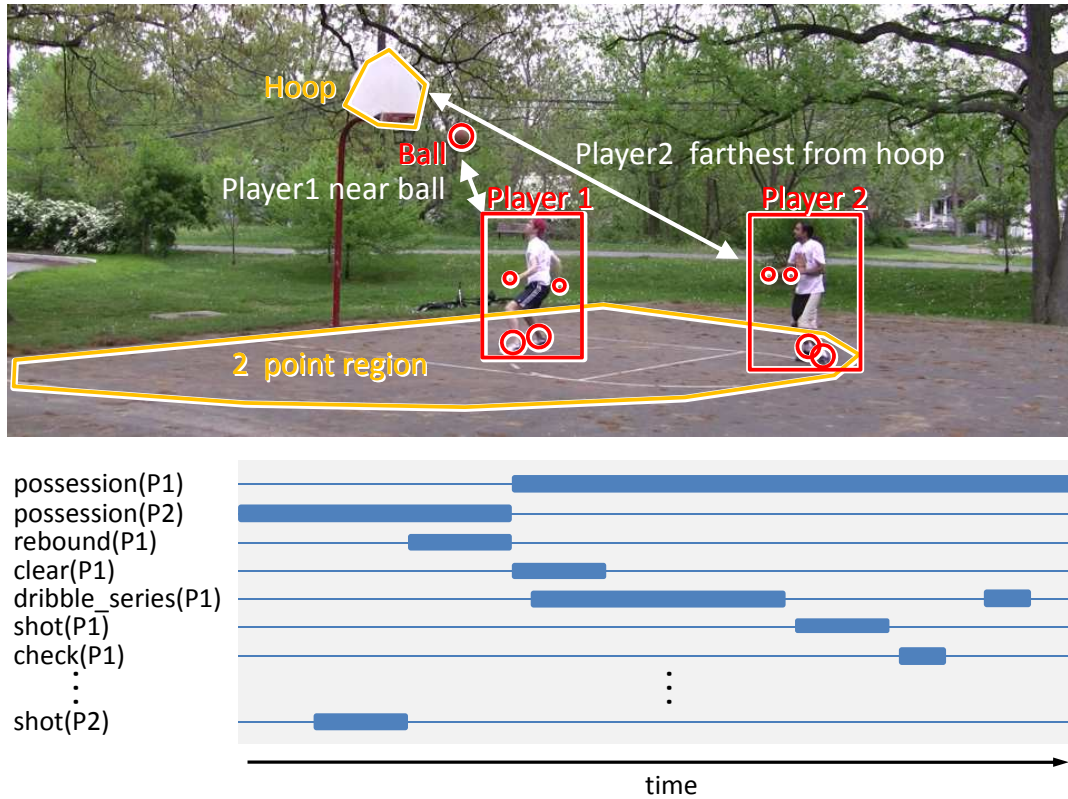 Hoop
Ball
Player2  farthest from hoop
Player1 near ball
Player 1
Player 2
2  point region
possession(P1)
possession(P2)
rebound(P1)
clear(P1)
dribble_series(P1)
shot(P1)
check(P1)
shot(P2)
time